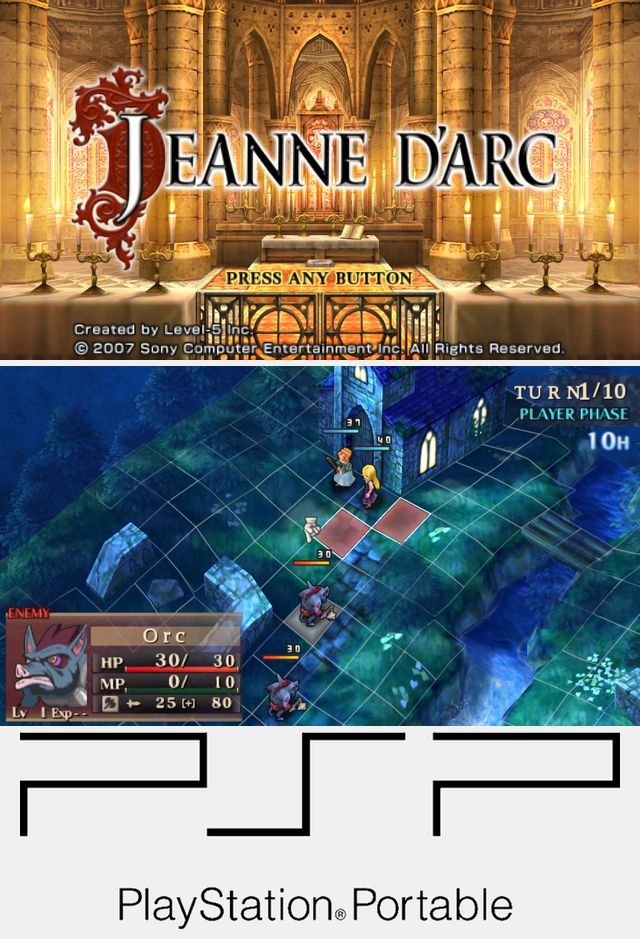 JEANNE D'ARC
PRESS ANY BUTTON
Created by Level-5 Inc.
© 2007 Sony Computer Entertainment Inc. All Rights Reserved.
TURN1/10
PLAYER PHASE
10H
37
40
30
30
ENEMY
Orc
HP 30/ 30
MP 0/ 10
25 [+] 80
Lv 1 Exp--
PSP
PlayStation®Portable